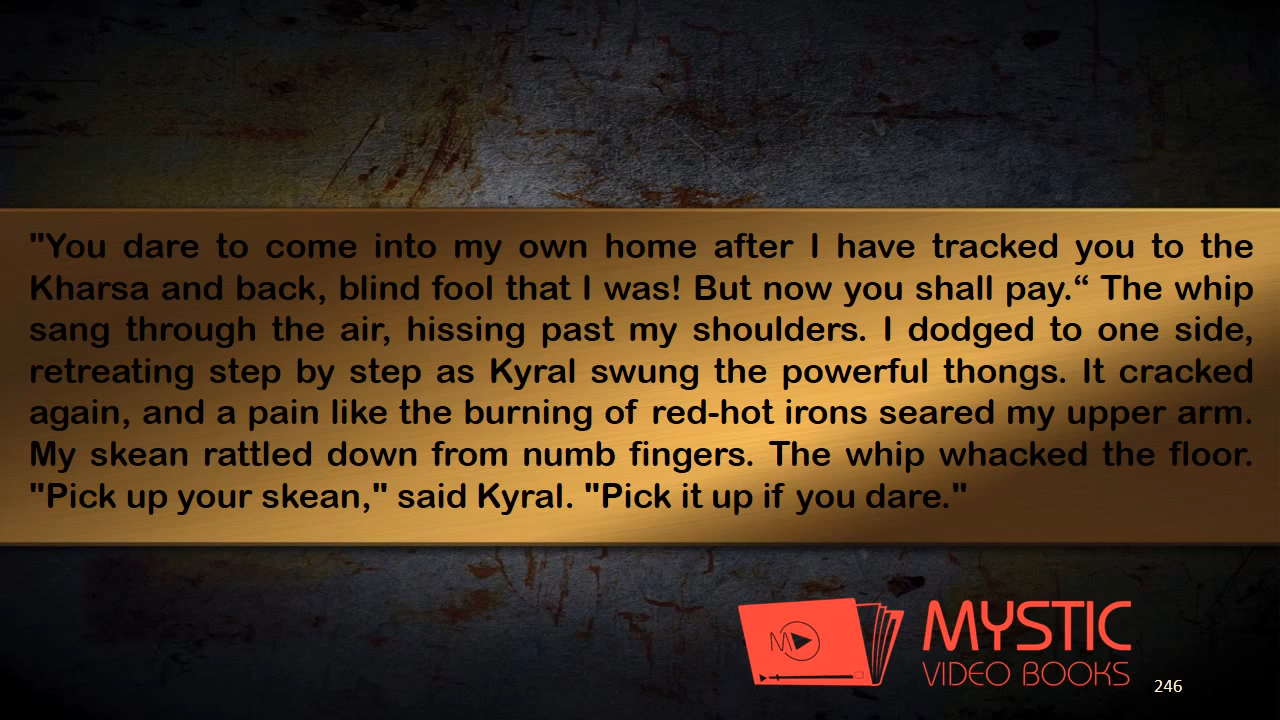 "You dare to come into my own home after I have tracked you to the
Kharsa and back, blind fool that I was! But now you shall pay.“ The whip
sang through the air, hissing past my shoulders. I dodged to one side,
retreating step by step as Kyral swung the powerful thongs. It cracked
again, and a pain like the burning of red-hot irons seared my upper arm.
My skean rattled down from numb fingers. The whip whacked the floor.
"Pick up your skean," said Kyral. "Pick it up if you dare."
M
MYSTIC
VIDEO BOOKS
246